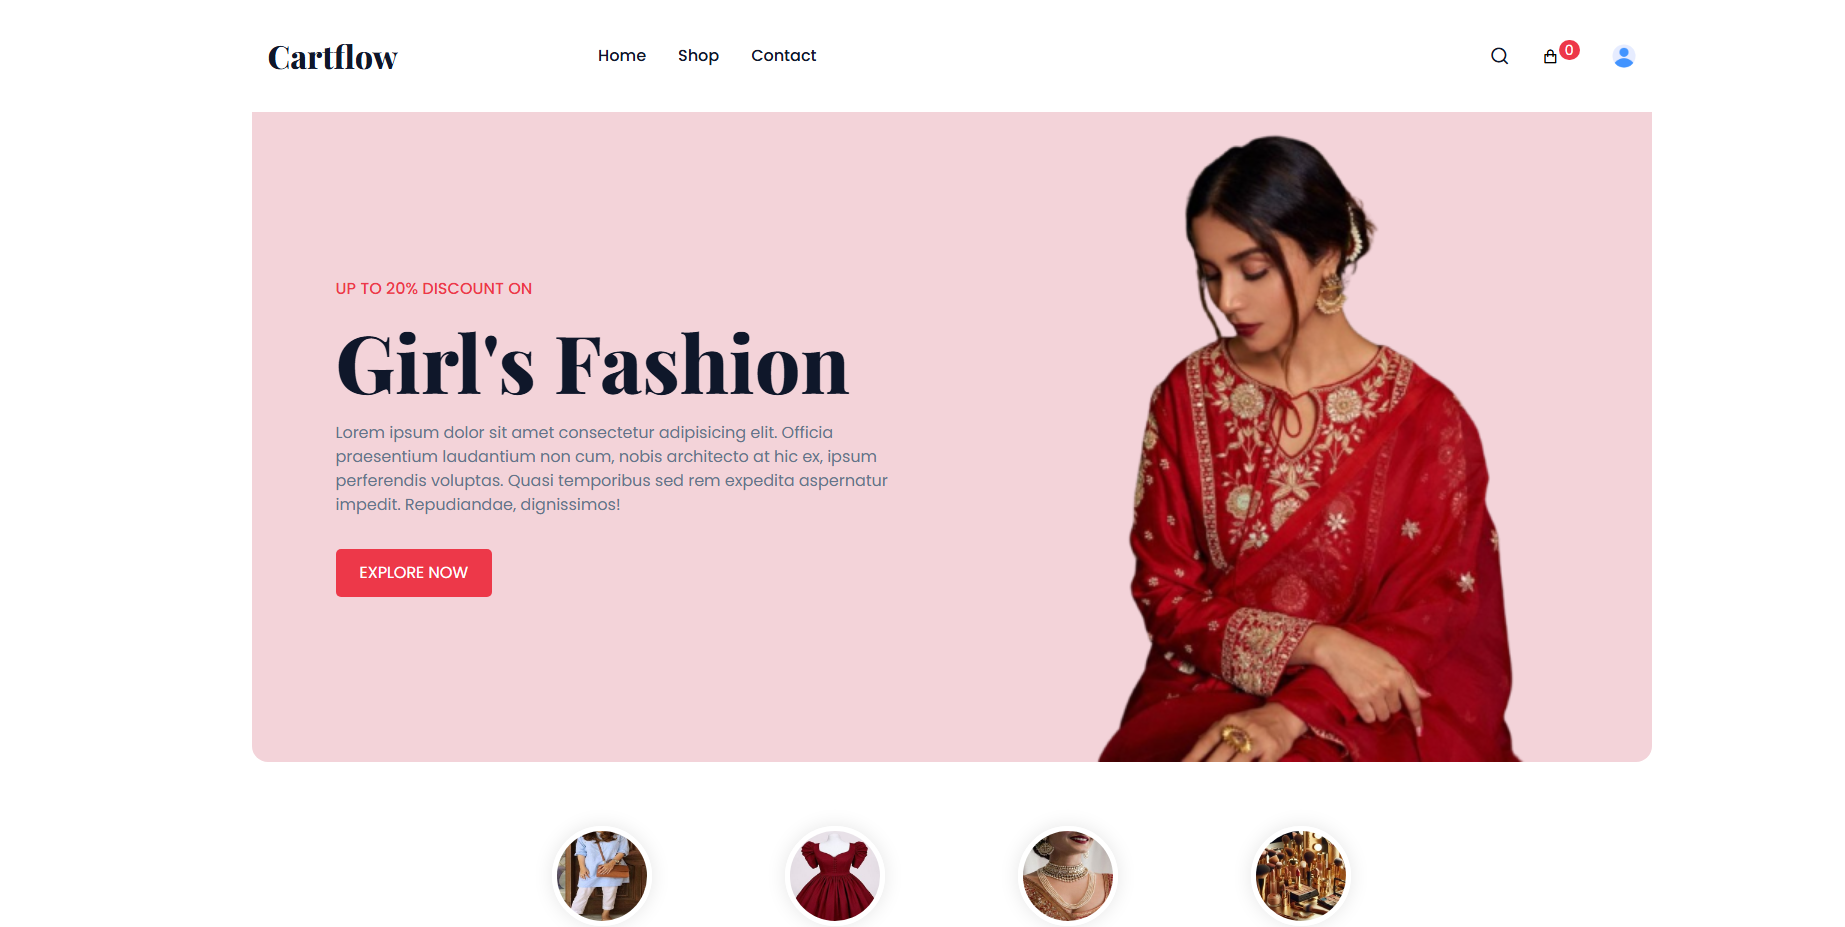 Cartflow
Home Shop Contact
0
UP TO 20% DISCOUNT ON
Girl's Fashion
Lorem ipsum dolor sit amet consectetur adipisicing elit. Officia
praesentium laudantium non cum, nobis architecto at hic ex, ipsum
perferendis voluptas. Quasi temporibus sed rem expedita aspernatur
impedit. Repudiandae, dignissimos!
EXPLORE NOW